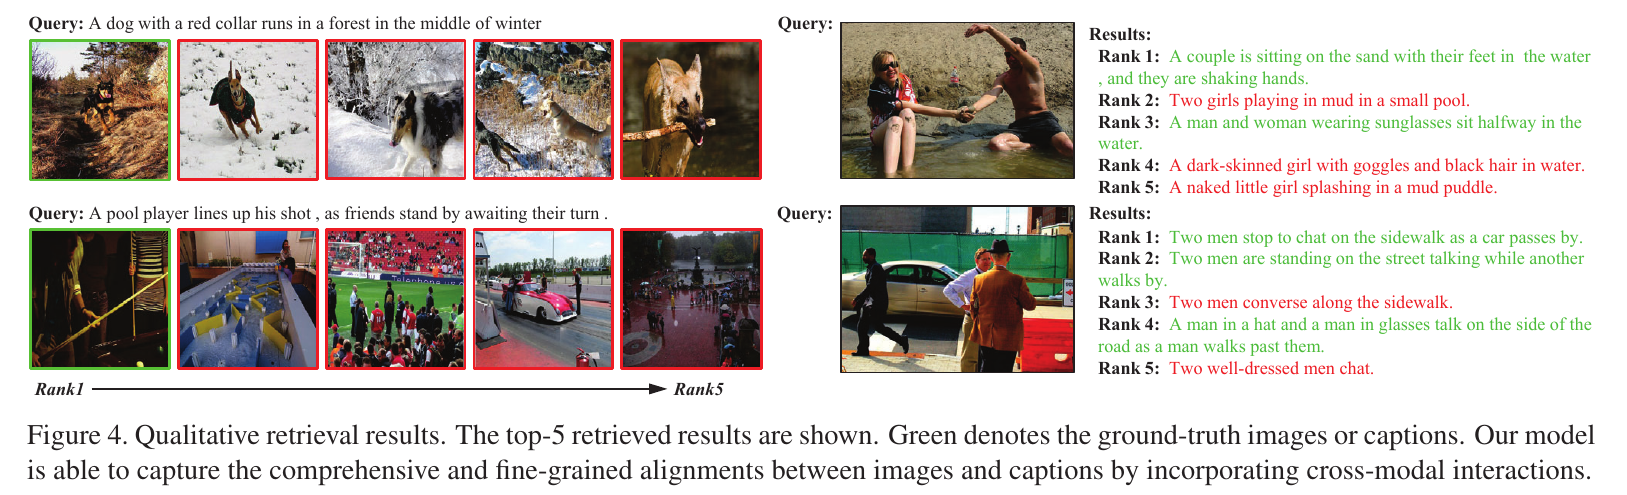 Query: A dog with a red collar runs in a forest in the middle of winter
Query: A pool player lines up his shot , as friends stand by awaiting their turn .
Rank1
Rank5
Query:
Results:
Rank 1: A couple is sitting on the sand with their feet in the water
, and they are shaking hands.
Rank 2: Two girls playing in mud in a small pool.
Rank 3: A man and woman wearing sunglasses sit halfway in the
water.
Rank 4: A dark-skinned girl with goggles and black hair in water.
Rank 5: A naked little girl splashing in a mud puddle.
Query:
Results:
Rank 1: Two men stop to chat on the sidewalk as a car passes by.
Rank 2: Two men are standing on the street talking while another
walks by.
Rank 3: Two men converse along the sidewalk.
Rank 4: A man in a hat and a man in glasses talk on the side of the
road as a man walks past them.
Rank 5: Two well-dressed men chat.
Figure 4. Qualitative retrieval results. The top-5 retrieved results are shown. Green denotes the ground-truth images or captions. Our model
is able to capture the comprehensive and fine-grained alignments between images and captions by incorporating cross-modal interactions.